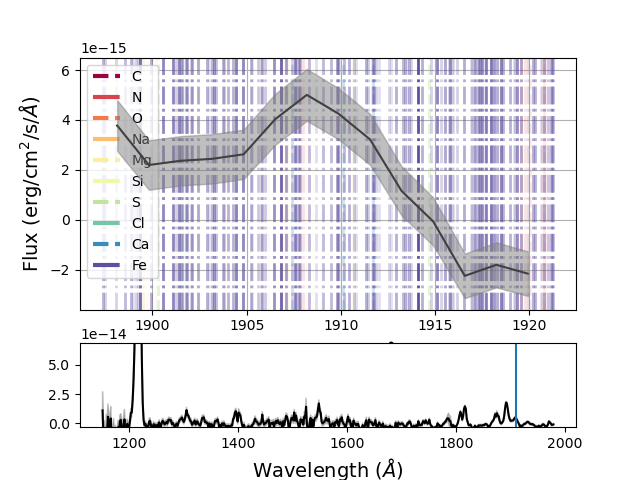 1e−15
6
4
2
0
−2
Flux (erg/cm²/s/Å)
C
N
O
Na
Mg
Si
S
Cl
Ca
Fe
1900 1905 1910 1915 1920
1e−14
5.0
2.5
0.0
1200 1400 1600 1800 2000
Wavelength (Å)